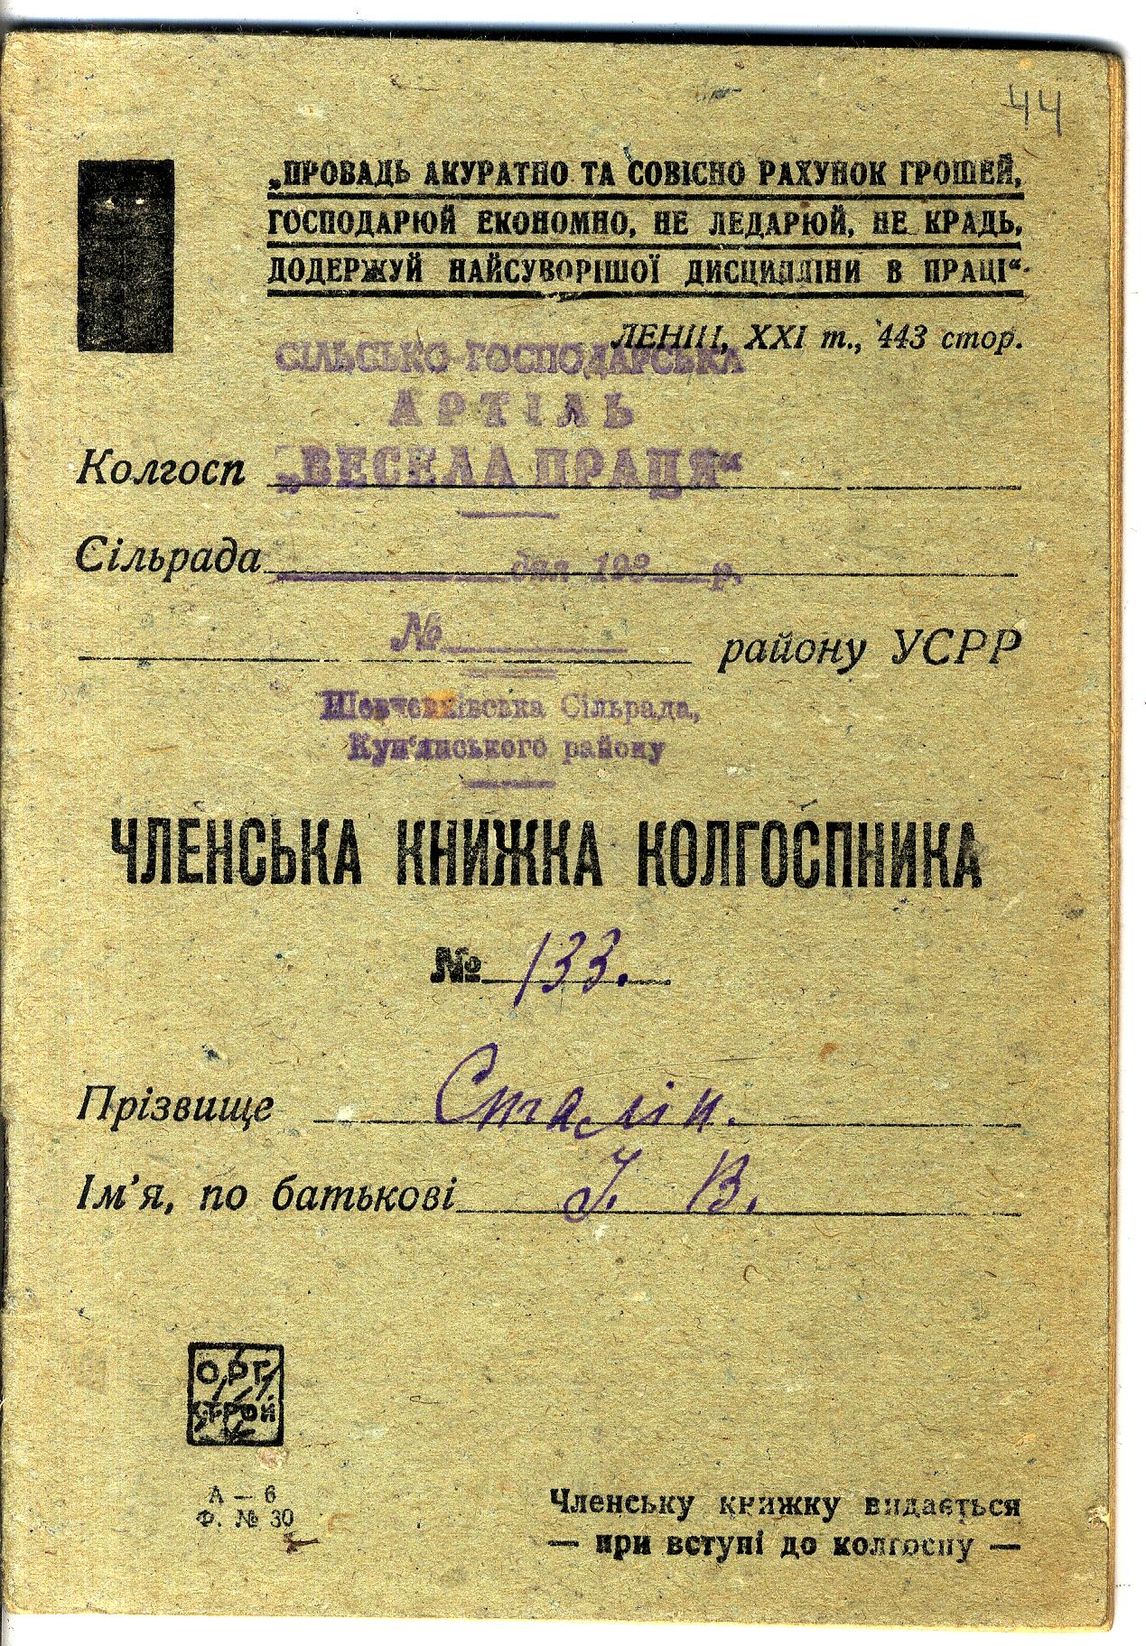 44
„ПРОВАДЬ АКУРАТНО ТА СОВІСНО РАХУНОК ГРОШЕЙ,
ГОСПОДАРЮЙ ЕКОНОМНО, НЕ ЛЕДАРЮЙ, НЕ КРАДЬ,
ДОДЕРЖУЙ НАЙСУВОРІШОЇ ДИСЦИПЛІНИ В ПРАЦІ“
ЛЕНІН, XXI т., 443 стор.
СІЛЬСЬКО-ГОСПОДАРСЬКА
АРТІЛЬ
Колгосп „ВЕСЕЛА ПРАЦЯ“
Сільрада дня 193 р.
№ району УСРР
Шевченківська Сільрада,
Куп'янського району
ЧЛЕНСЬКА КНИЖКА КОЛГОСПНИКА
№ 133.
Прізвище Сталін.
Ім'я, по батькові І. В.
ОРГ
СТРОЙ
А — 6
Ф. № 30
Членську книжку видається
— при вступі до колгоспу —